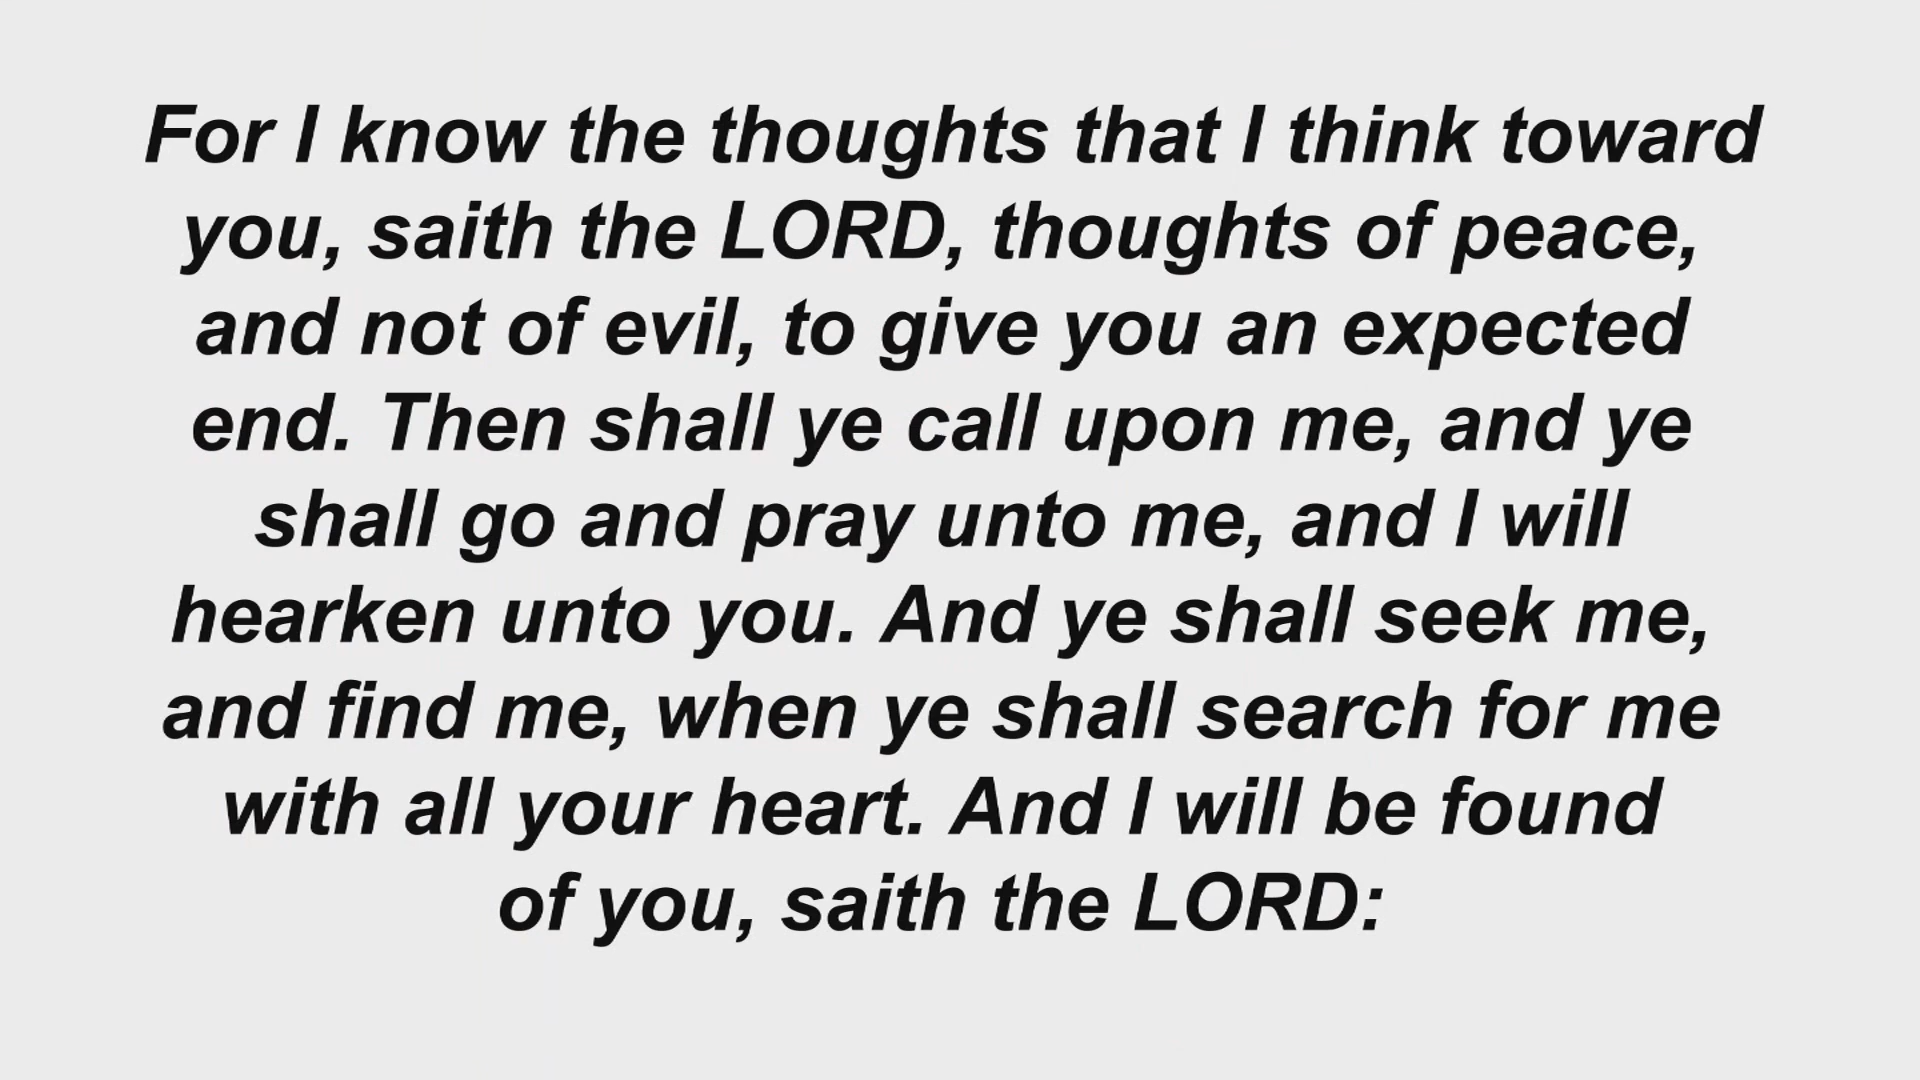 For I know the thoughts that I think toward
you, saith the LORD, thoughts of peace,
and not of evil, to give you an expected
end. Then shall ye call upon me, and ye
shall go and pray unto me, and I will
hearken unto you. And ye shall seek me,
and find me, when ye shall search for me
with all your heart. And I will be found
of you, saith the LORD: